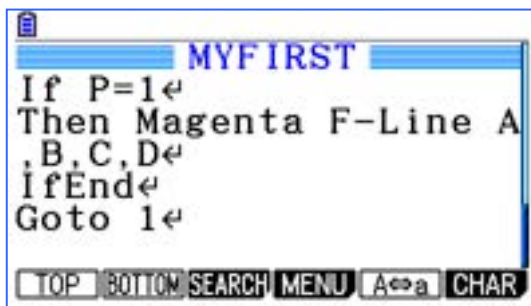 MYFIRST
If P=1↵
Then Magenta F-Line A
,B,C,D↵
IfEnd↵
Goto 1↵
TOP BOTTOM SEARCH MENU A⇔a CHAR